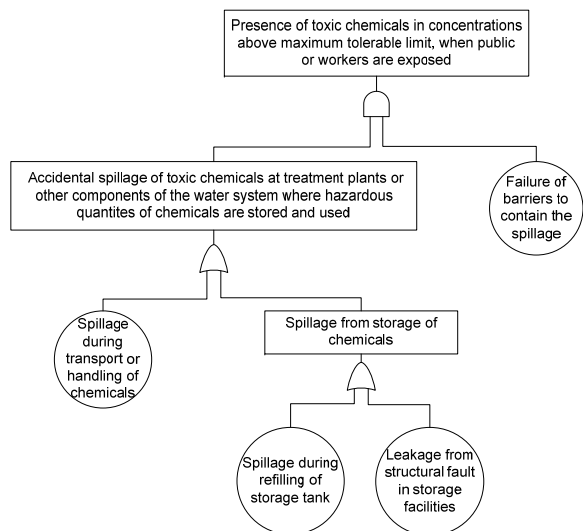 Presence of toxic chemicals in concentrations
above maximum tolerable limit, when public
or workers are exposed
Accidental spillage of toxic chemicals at treatment plants or
other components of the water system where hazardous
quantites of chemicals are stored and used
Failure of
barriers to
contain the
spillage
Spillage
during
transport or
handling of
chemicals
Spillage from storage of
chemicals
Spillage during
refilling of
storage tank
Leakage from
structural fault
in storage
facilities